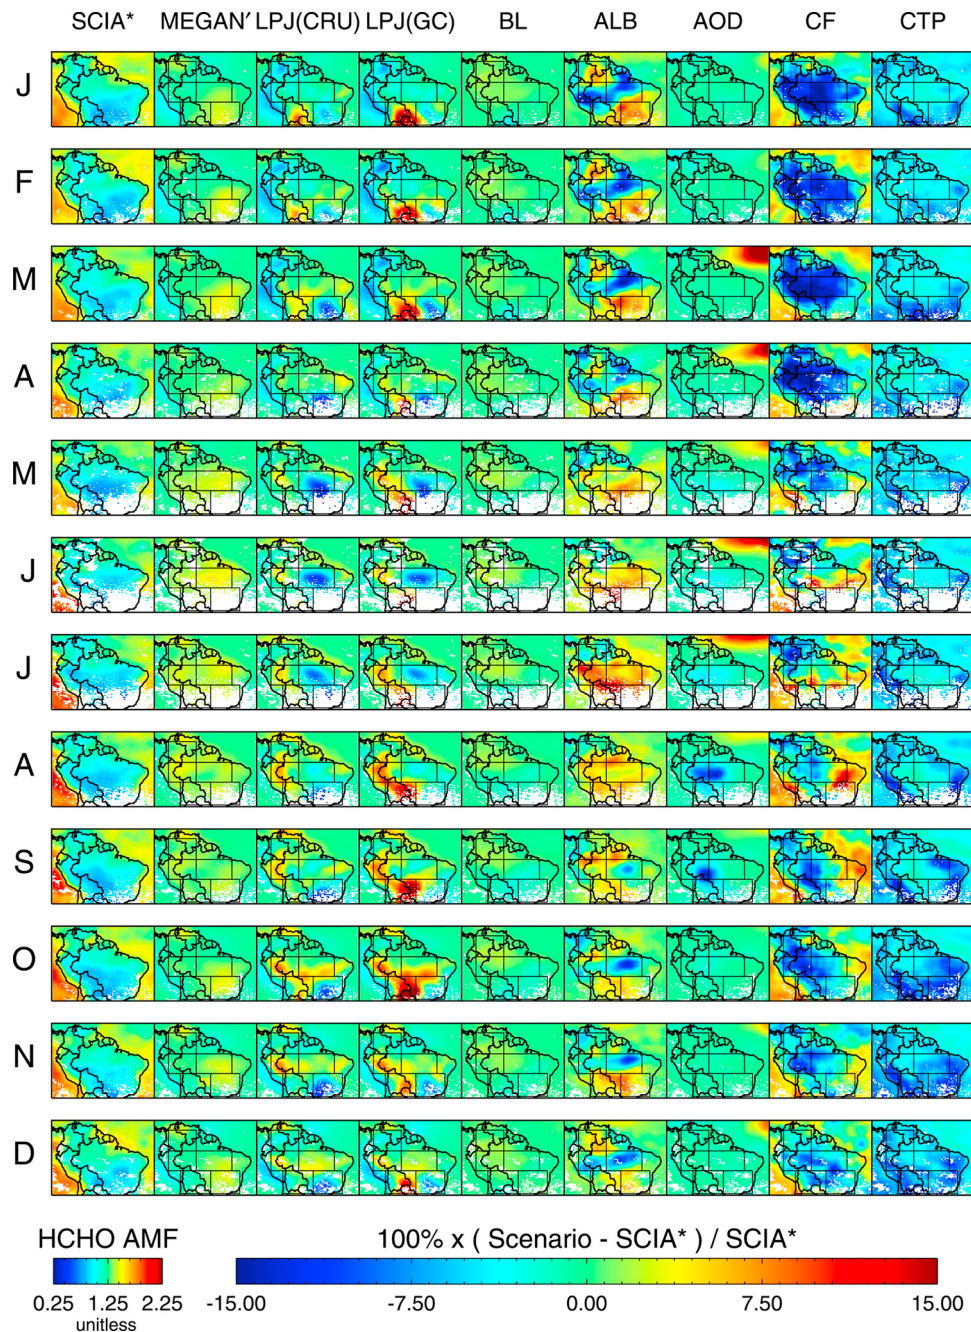 SCIA* MEGAN′ LPJ(CRU) LPJ(GC) BL ALB AOD CF CTP
J
F
M
A
M
J
J
A
S
O
N
D
HCHO AMF
0.25 1.25 2.25
unitless
100% x ( Scenario - SCIA* ) / SCIA*
-15.00 -7.50 0.00 7.50 15.00